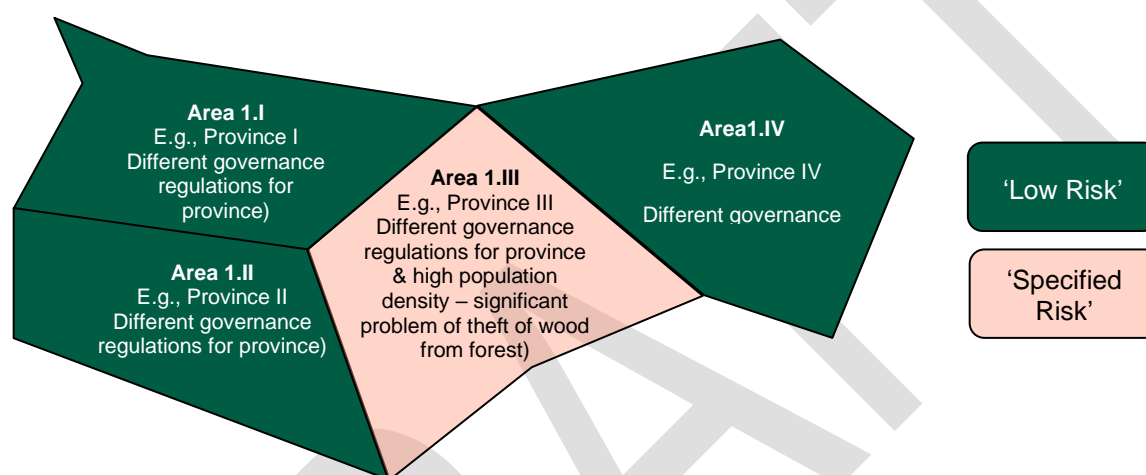 Area 1.I
E.g., Province I
Different governance
regulations for
province)
Area1.IV
E.g., Province IV
Different governance
Area 1.III
E.g., Province III
Different governance
regulations for province
& high population
density – significant
problem of theft of wood
from forest)
Area 1.II
E.g., Province II
Different governance
regulations for province)
‘Low Risk’
‘Specified
Risk’